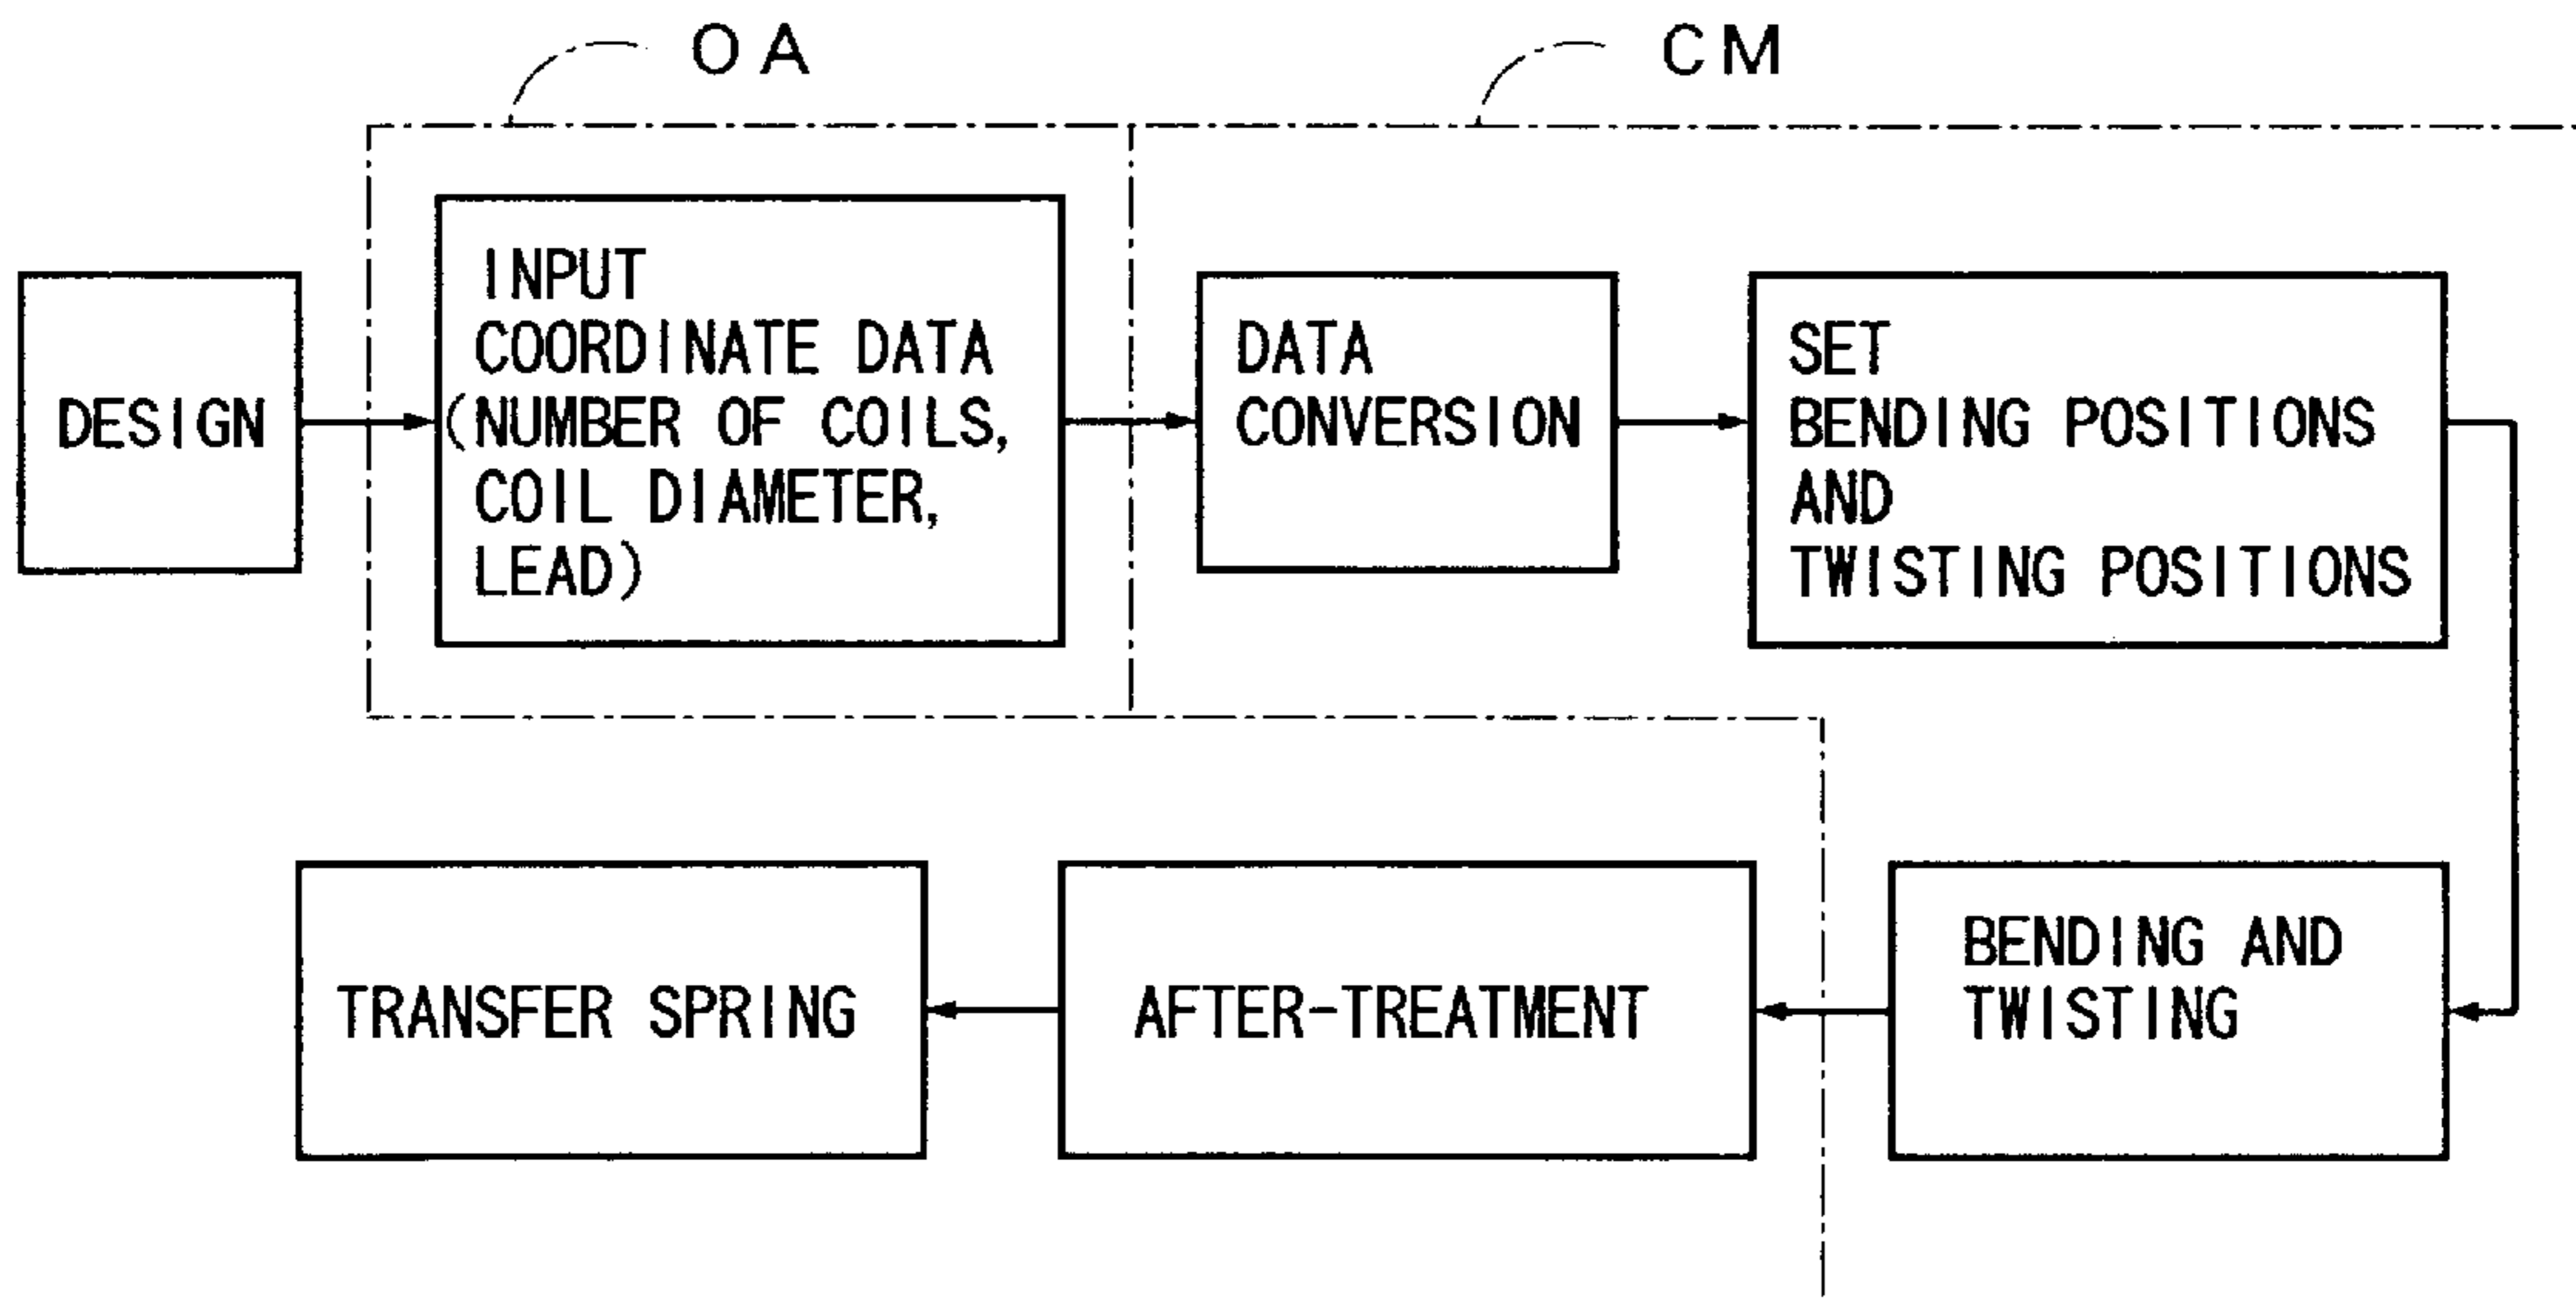 OA
CM
DESIGN
INPUT
COORDINATE DATA
(NUMBER OF COILS,
COIL DIAMETER,
LEAD)
DATA
CONVERSION
SET
BENDING POSITIONS
AND
TWISTING POSITIONS
BENDING AND
TWISTING
AFTER-TREATMENT
TRANSFER SPRING